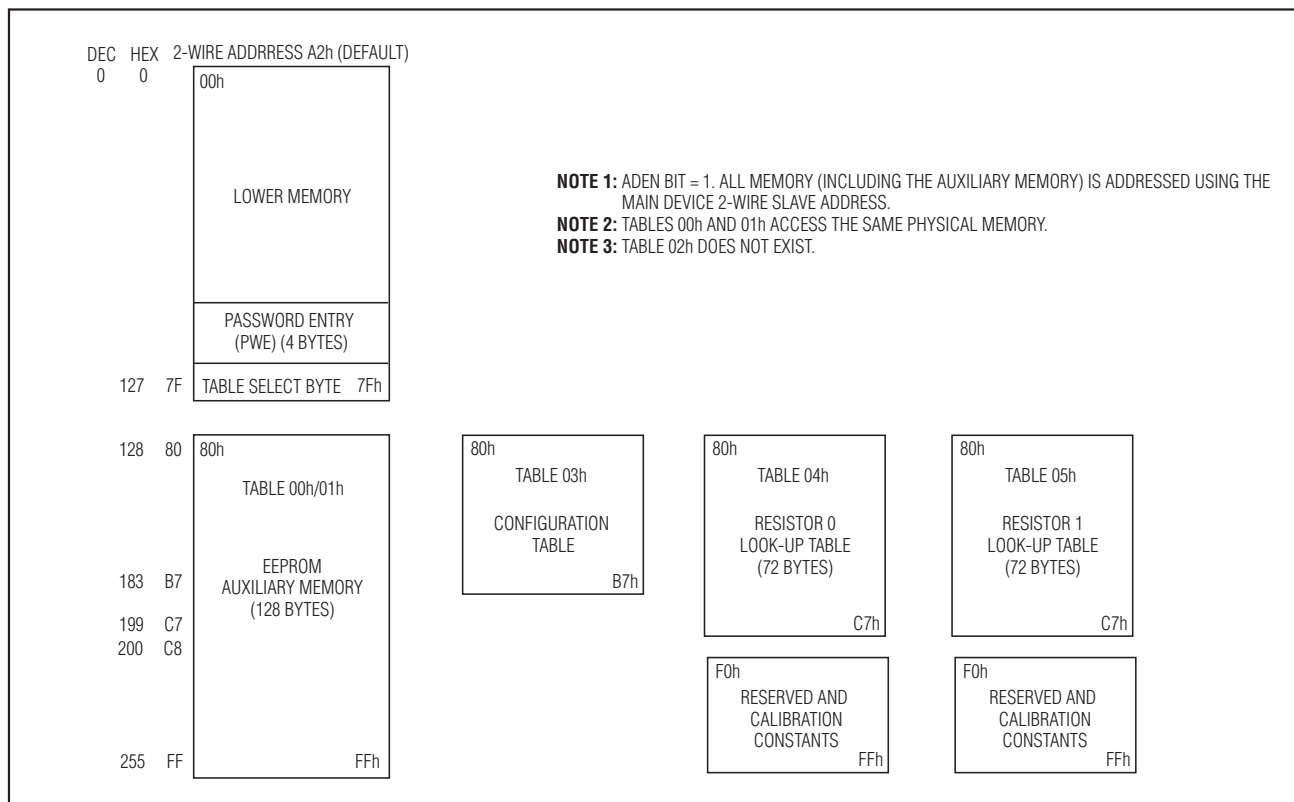 DEC HEX 2-WIRE ADDRRESS A2h (DEFAULT)
0 0
00h
LOWER MEMORY
PASSWORD ENTRY
(PWE) (4 BYTES)
127 7F TABLE SELECT BYTE 7Fh
NOTE 1: ADEN BIT = 1. ALL MEMORY (INCLUDING THE AUXILIARY MEMORY) IS ADDRESSED USING THE
MAIN DEVICE 2-WIRE SLAVE ADDRESS.
NOTE 2: TABLES 00h AND 01h ACCESS THE SAME PHYSICAL MEMORY.
NOTE 3: TABLE 02h DOES NOT EXIST.
128 80
183 B7
199 C7
200 C8
255 FF
80h
TABLE 00h/01h
EEPROM
AUXILIARY MEMORY
(128 BYTES)
FFh
80h
TABLE 03h
CONFIGURATION
TABLE
B7h
80h
TABLE 04h
RESISTOR 0
LOOK-UP TABLE
(72 BYTES)
C7h
F0h
RESERVED AND
CALIBRATION
CONSTANTS
FFh
80h
TABLE 05h
RESISTOR 1
LOOK-UP TABLE
(72 BYTES)
C7h
F0h
RESERVED AND
CALIBRATION
CONSTANTS
FFh